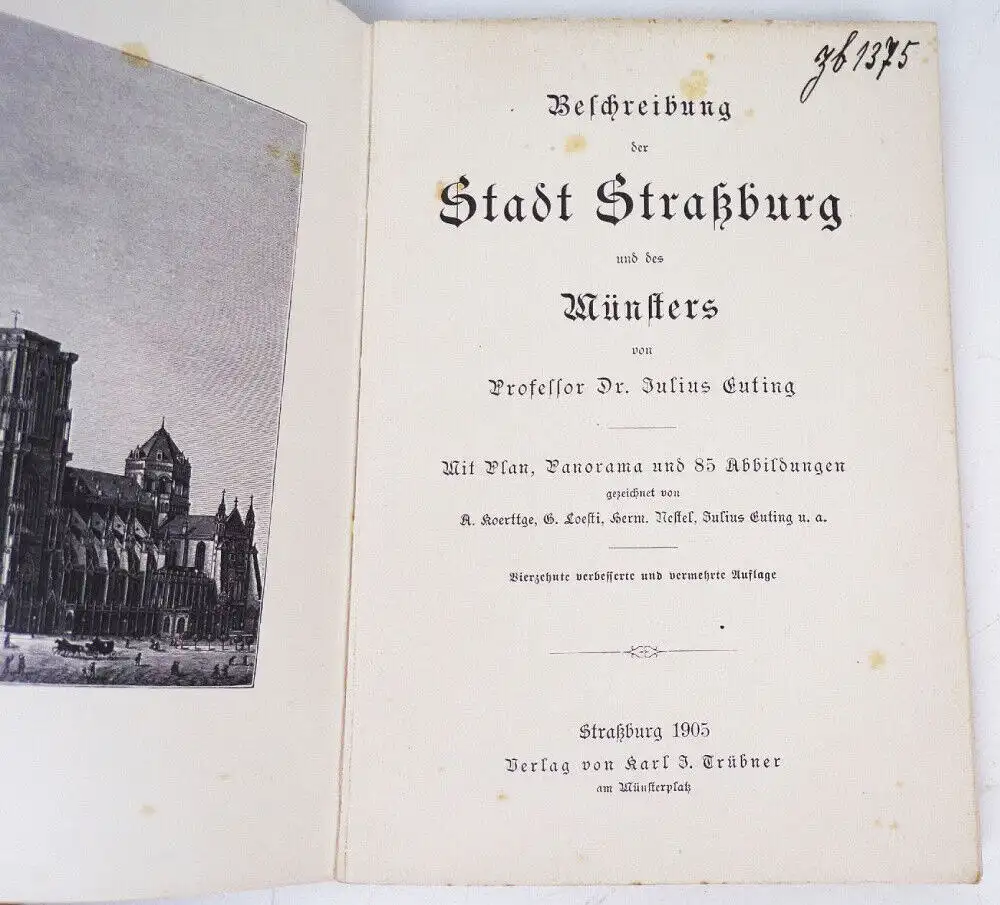 zb 1375
Beschreibung
der
Stadt Straßburg
und des
Münsters
von
Professor Dr. Julius Euting
Mit Plan, Panorama und 85 Abbildungen
gezeichnet von
A. Koerttge, G. Loesti, Herm. Nestel, Julius Euting u. a.
Vierzehnte verbesserte und vermehrte Auflage
Straßburg 1905
Verlag von Karl J. Trübner
am Münsterplatz